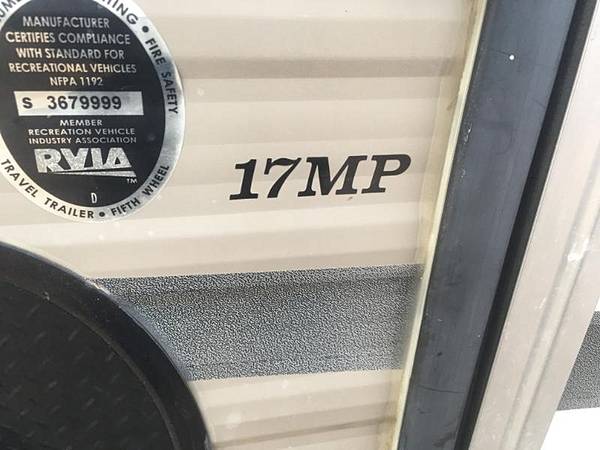 FIRE SAFETY
MANUFACTURER
CERTIFIES COMPLIANCE
WITH STANDARD FOR
RECREATIONAL VEHICLES
NFPA 1192
S 3679999
MEMBER
RECREATION VEHICLE
INDUSTRY ASSOCIATION
RVIA TM
D
TRAVEL TRAILER • FIFTH WHEEL
17MP